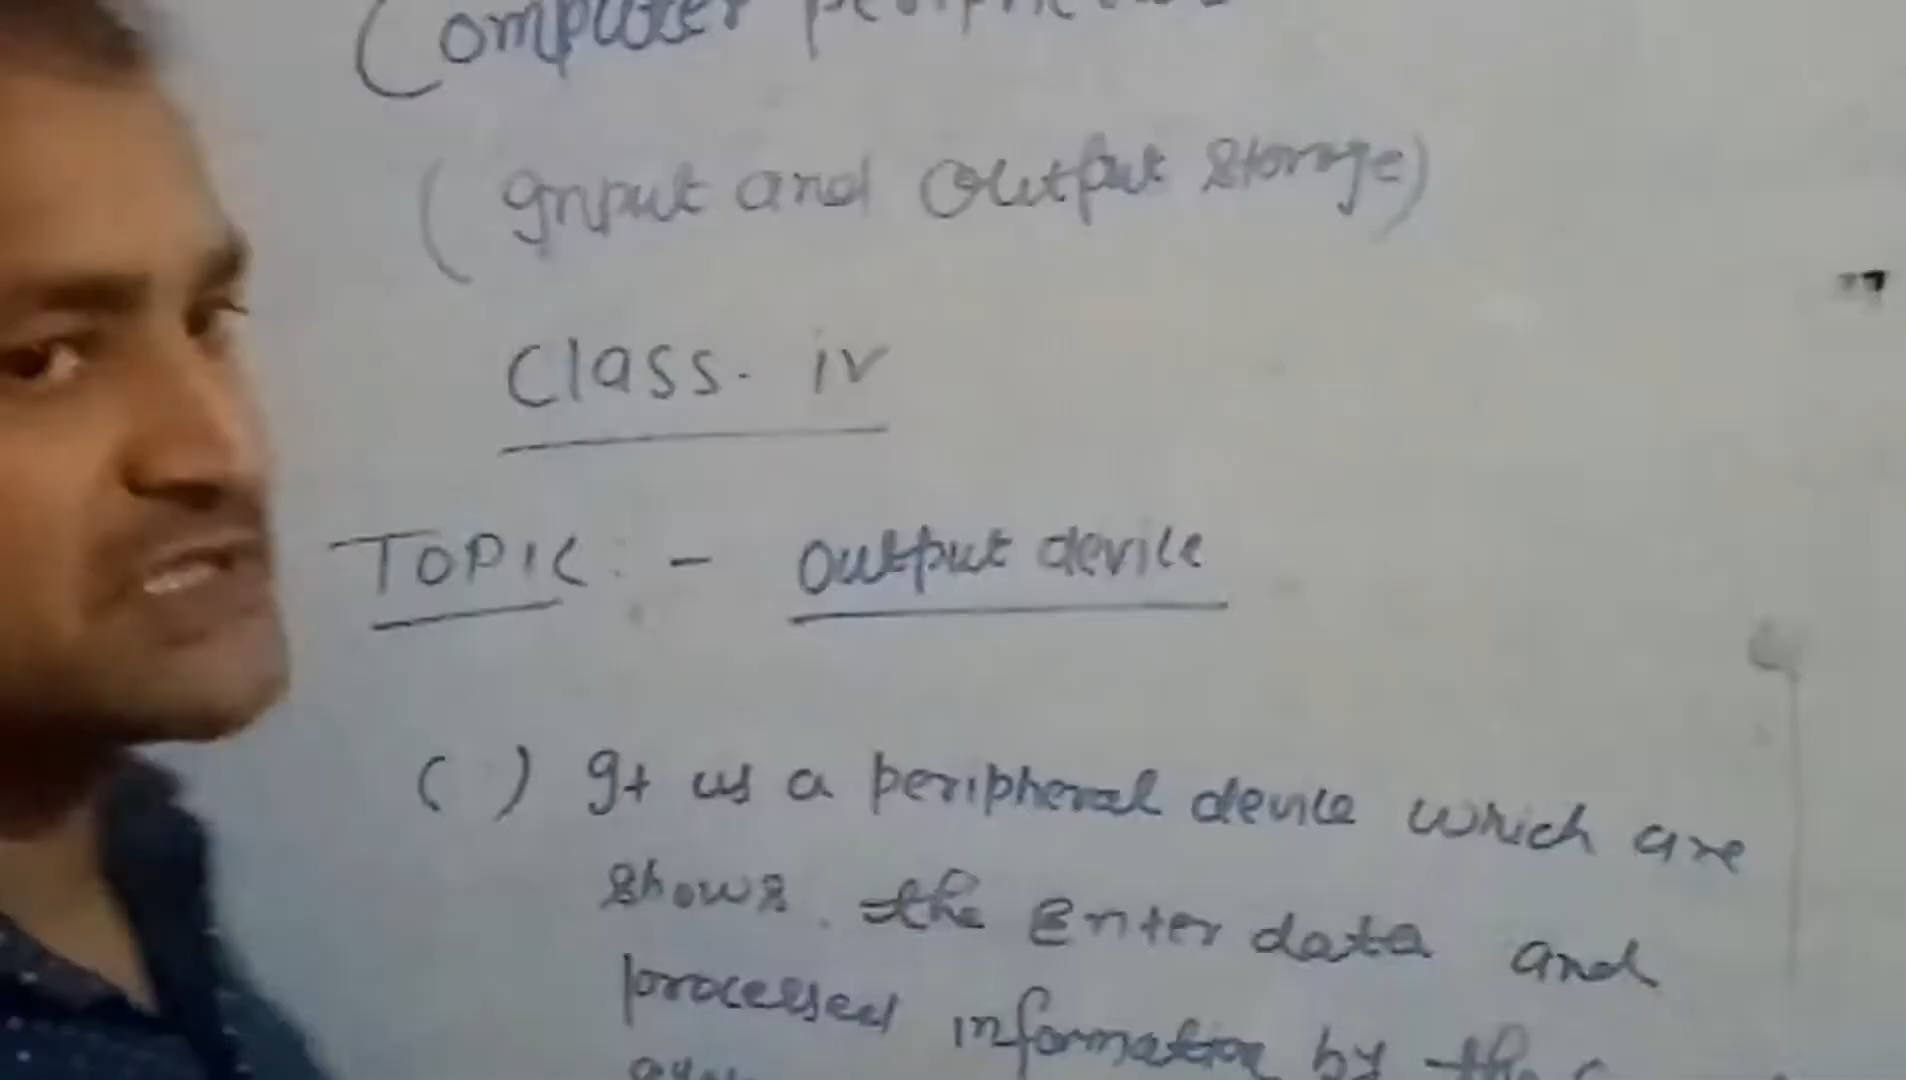 Computer
( Input and Output Storage)
Class. iv
TOPIC :- output device
( ) It is a peripheral device which are
shows the Enter data and
processed information by the